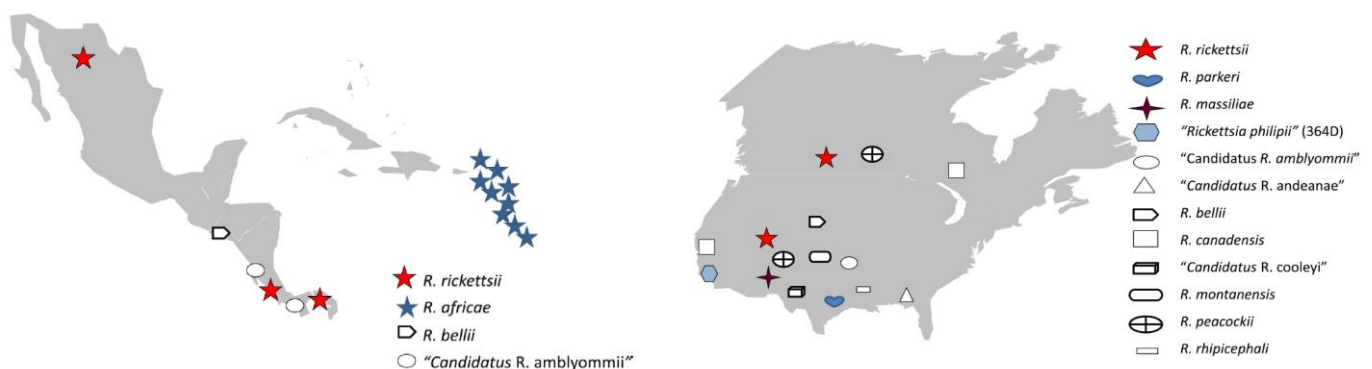 R. rickettsii
R. africae
R. bellii
“Candidatus R. amblyommii”
R. rickettsii
R. parkeri
R. massiliae
“Rickettsia philipii” (364D)
“Candidatus R. amblyommii”
“Candidatus R. andeanae”
R. bellii
R. canadensis
“Candidatus R. cooleyi”
R. montanensis
R. peacockii
R. rhipicephali